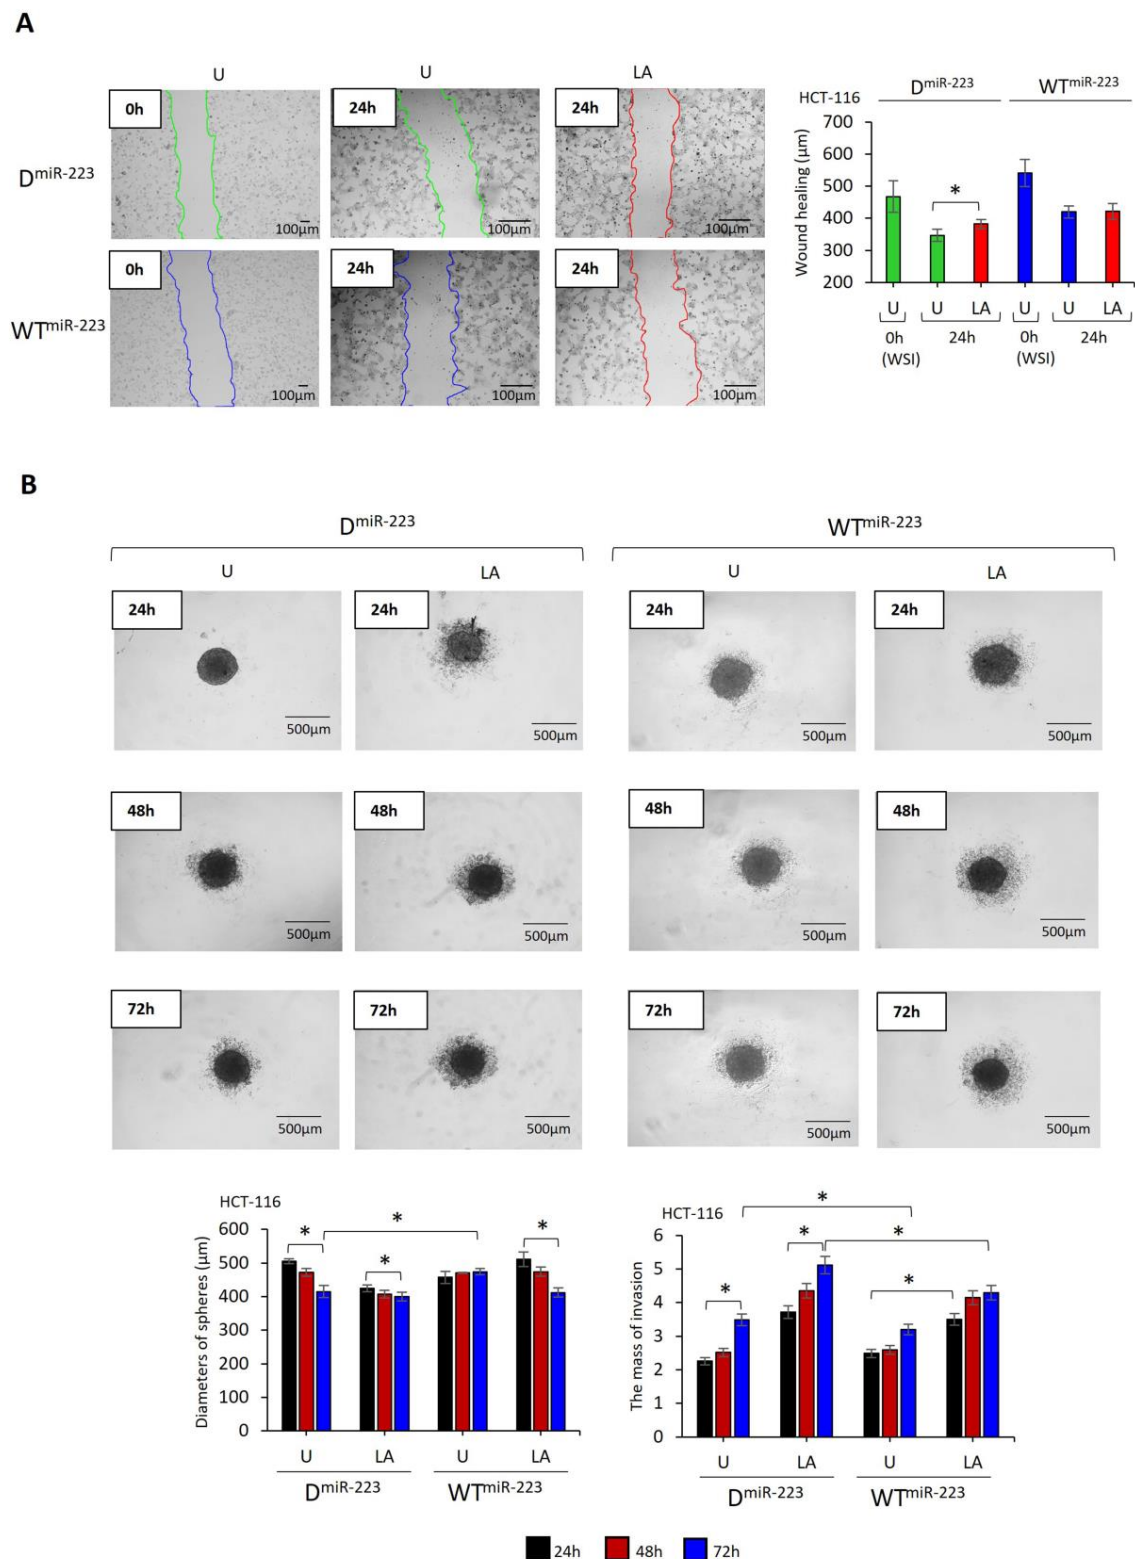 A
U U LA
0h 24h 24h
D^miR-223
100µm 100µm 100µm
0h 24h 24h
WT^miR-223
100µm 100µm 100µm
HCT-116
D^miR-223 WT^miR-223
Wound healing (µm)
700
600
500
400
300
200
*
U U LA U U LA
0h 24h 0h 24h
(WSI) (WSI)
B
D^miR-223 WT^miR-223
U LA U LA
24h 24h 24h 24h
500µm 500µm 500µm 500µm
48h 48h 48h 48h
500µm 500µm 500µm 500µm
72h 72h 72h 72h
500µm 500µm 500µm 500µm
HCT-116
Diameters of spheres (µm)
600
500
400
300
200
100
0
* * * *
U LA U LA
D^miR-223 WT^miR-223
HCT-116
The mass of invasion
6
5
4
3
2
1
0
* * * * *
U LA U LA
D^miR-223 WT^miR-223
24h 48h 72h